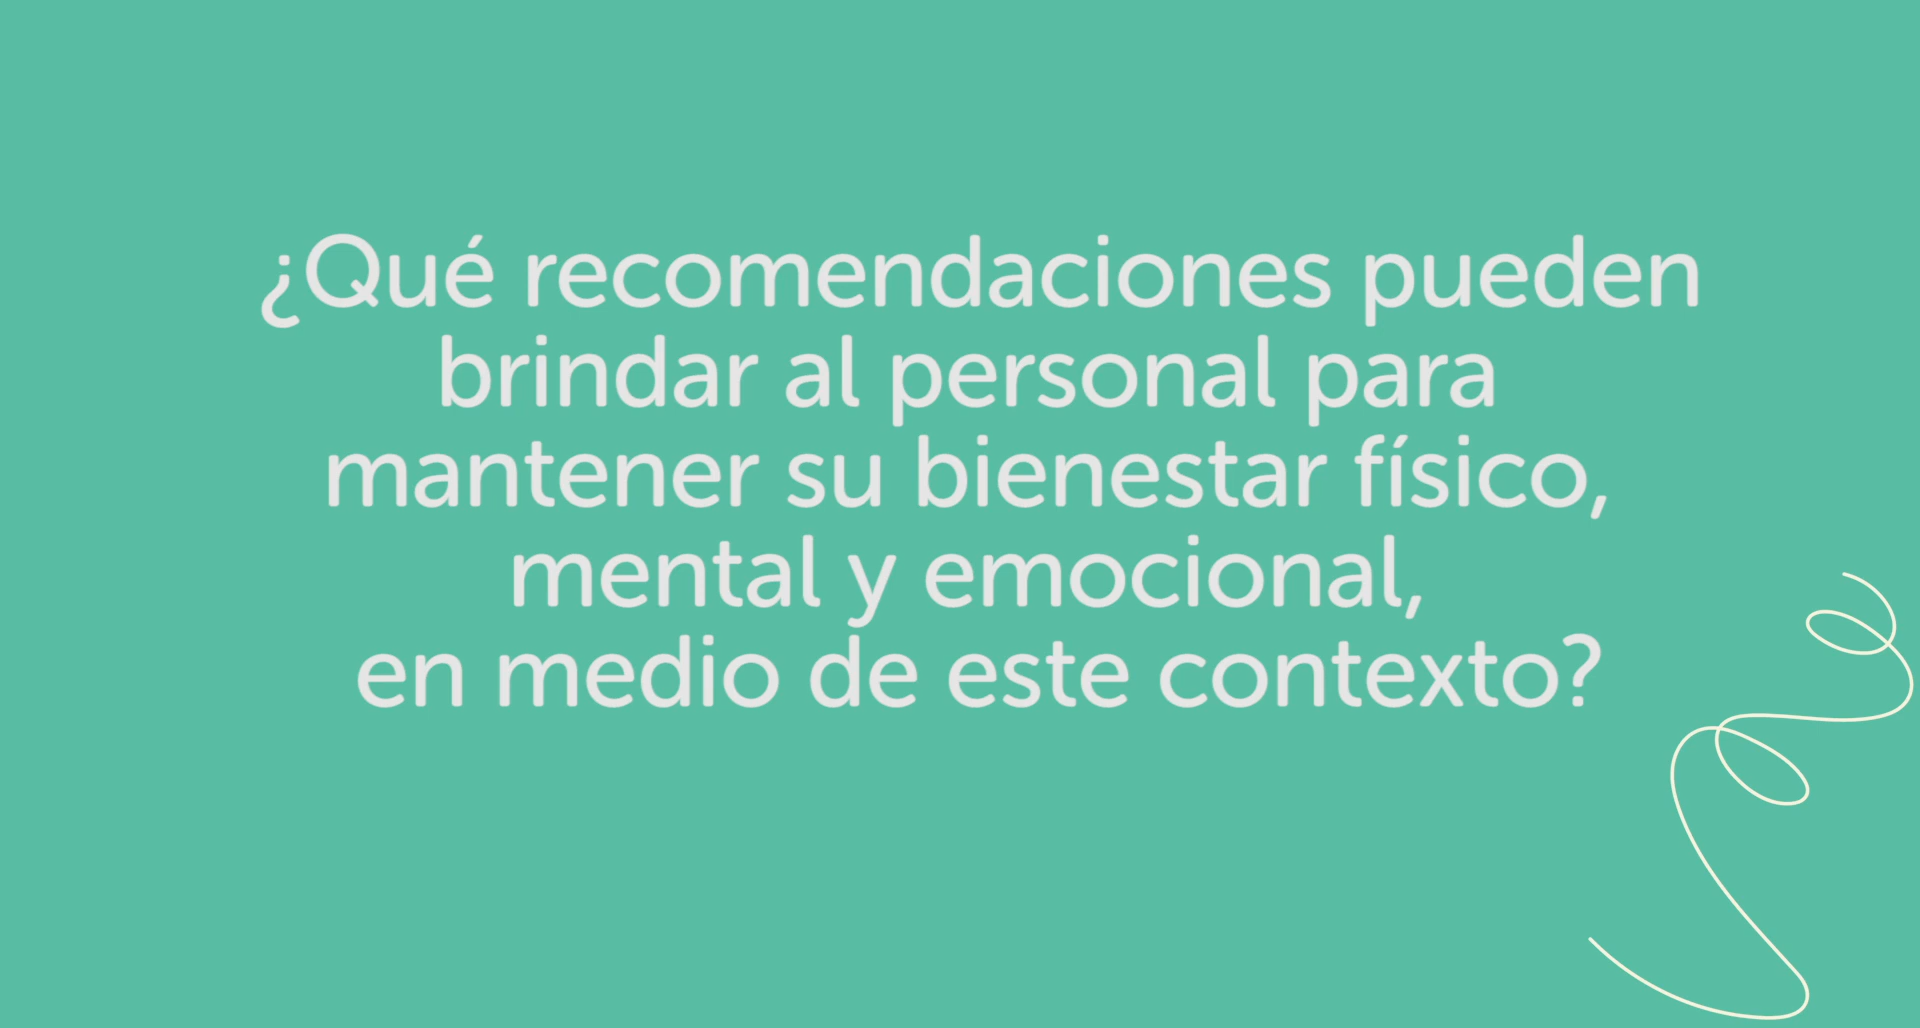 ¿Qué recomendaciones pueden
brindar al personal para
mantener su bienestar físico,
mental y emocional,
en medio de este contexto?